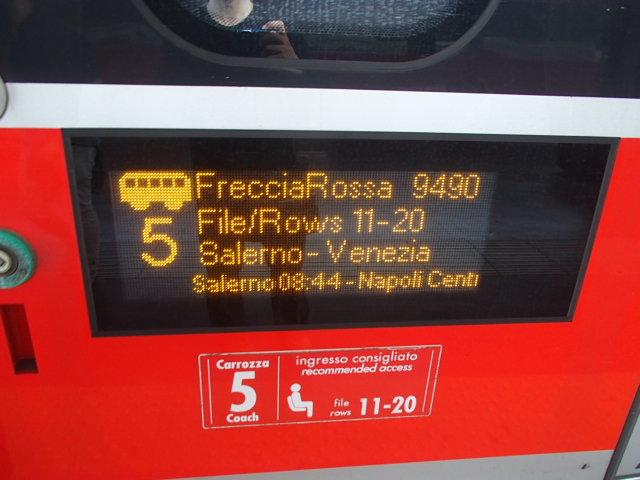 FrecciaRossa 9490
5
File/Rows 11-20
Salerno - Venezia
Salerno 08:44 - Napoli Cent
Carrozza
5
Coach
ingresso consigliato
recommended access
file
rows 11-20